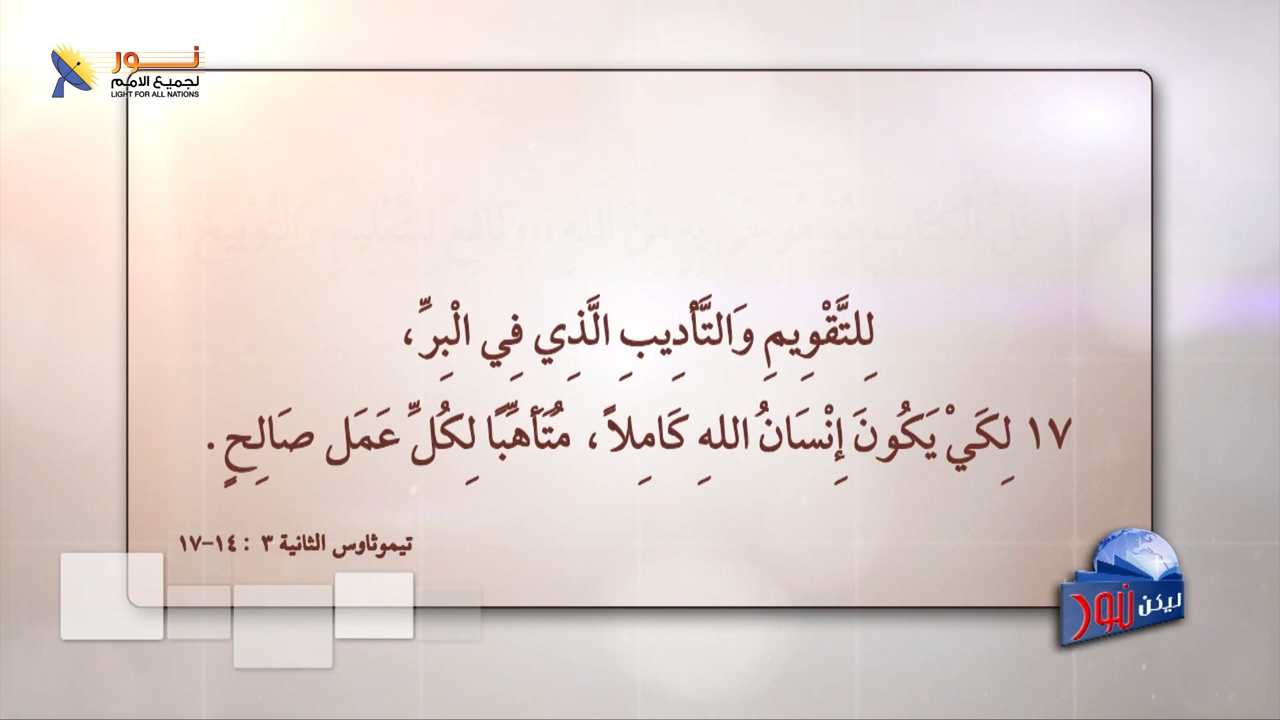 نــور
لجميع الامم
LIGHT FOR ALL NATIONS
لِلتَّقْوِيمِ وَالتَّأْدِيبِ الَّذِي فِي الْبِرِّ،
١٧ لِكَيْ يَكُونَ إِنْسَانُ اللهِ كَامِلاً، مُتَأَهِّبًا لِكُلِّ عَمَل صَالِحٍ.
تيموثاوس الثانية ٣ : ١٤-١٧
ليكن نور